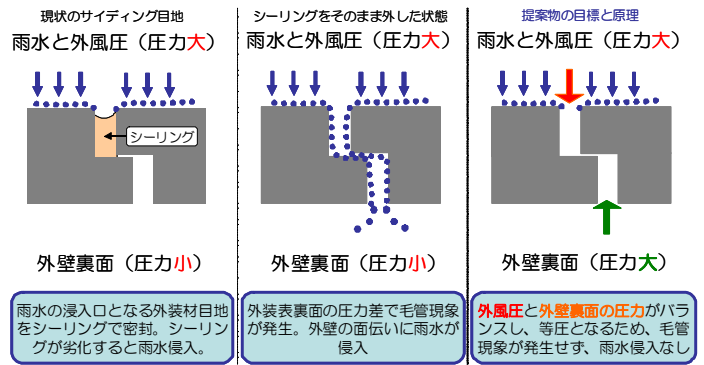 現状のサイディング目地
雨水と外風圧（圧力大）
シーリング
外壁裏面（圧力小）
雨水の浸入口となる外装材目地
をシーリングで密封。シーリン
グが劣化すると雨水侵入。
シーリングをそのまま外した状態
雨水と外風圧（圧力大）
外壁裏面（圧力小）
外装表裏面の圧力差で毛管現象
が発生。外壁の面伝いに雨水が
侵入
提案物の目標と原理
雨水と外風圧（圧力大）
外壁裏面（圧力大）
外風圧と外壁裏面の圧力がバラ
ンスし、等圧となるため、毛管
現象が発生せず、雨水侵入なし